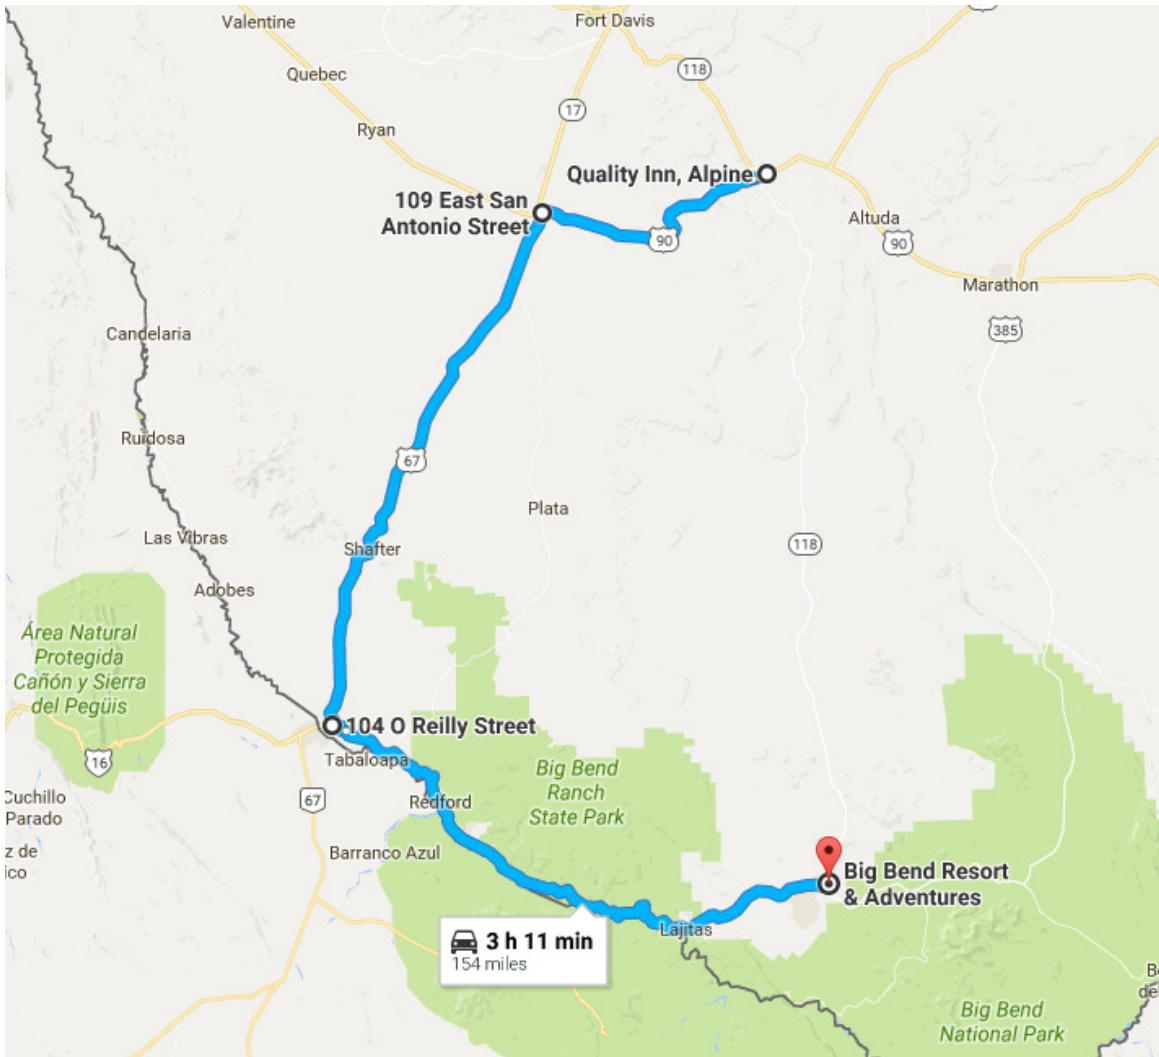 Valentine
Fort Davis
Quebec
118
17
Ryan
Quality Inn, Alpine
109 East San
Antonio Street
Altuda
90
90
Marathon
Candelaria
385
Ruidosa
67
Plata
Las Vibras
Shafter
118
Adobes
Área Natural
Protegida
Cañón y Sierra
del Pegüis
104 O Reilly Street
Tabaloapa
16
Big Bend
Ranch
State Park
67
Redford
Cuchillo
Parado
Barranco Azul
z de
ico
Big Bend Resort
& Adventures
Lajitas
3 h 11 min
154 miles
Big Bend
National Park